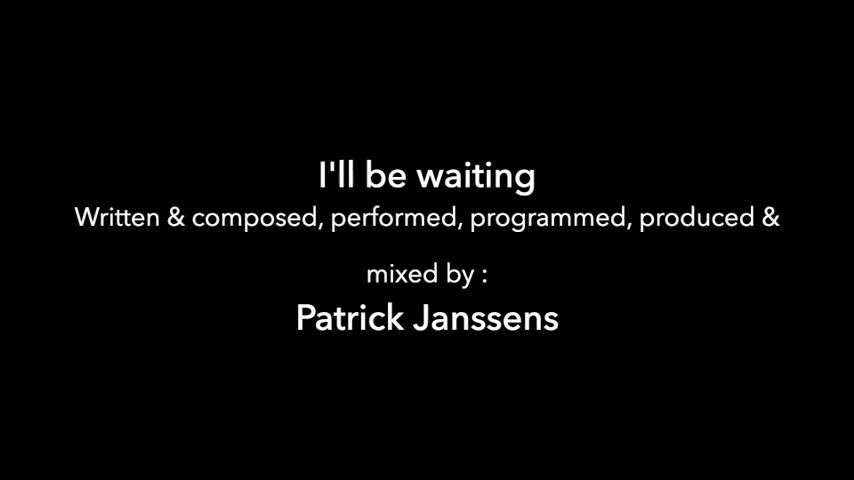 I'll be waiting
Written & composed, performed, programmed, produced &
mixed by :
Patrick Janssens